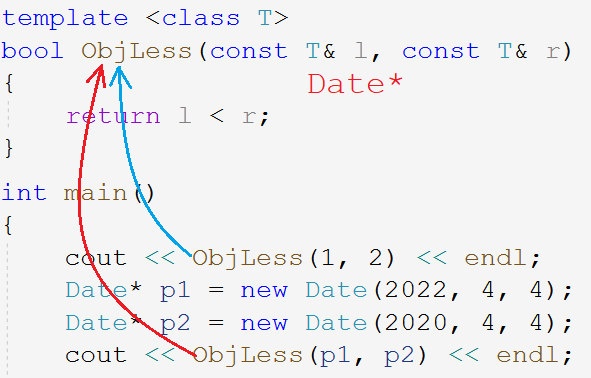 template <class T>
bool ObjLess(const T& l, const T& r)
{
Date*
return l < r;
}
int main()
{
cout << ObjLess(1, 2) << endl;
Date* p1 = new Date(2022, 4, 4);
Date* p2 = new Date(2020, 4, 4);
cout << ObjLess(p1, p2) << endl;